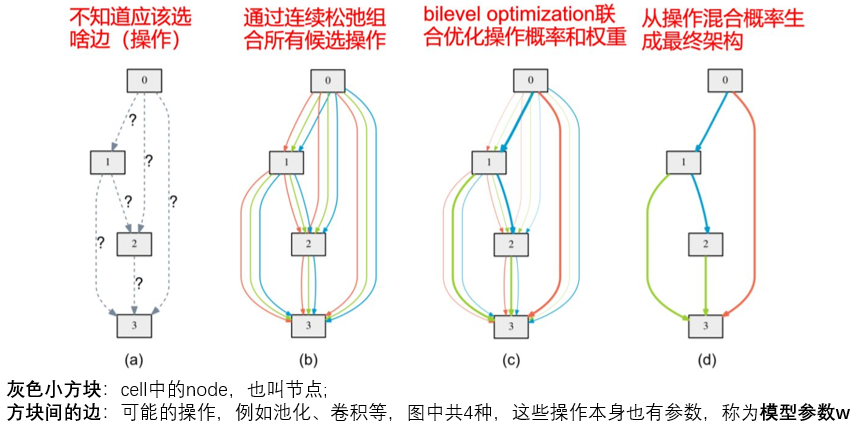 不知道应该选
啥边（操作）
通过连续松弛组
合所有候选操作
bilevel optimization联
合优化操作概率和权重
从操作混合概率生
成最终架构
0
?
?
1
?
?
?
2
?
3
(a)
0
1
2
3
(b)
0
1
2
3
(c)
0
1
2
3
(d)
灰色小方块：cell中的node，也叫节点;
方块间的边：可能的操作，例如池化、卷积等，图中共4种，这些操作本身也有参数，称为模型参数w